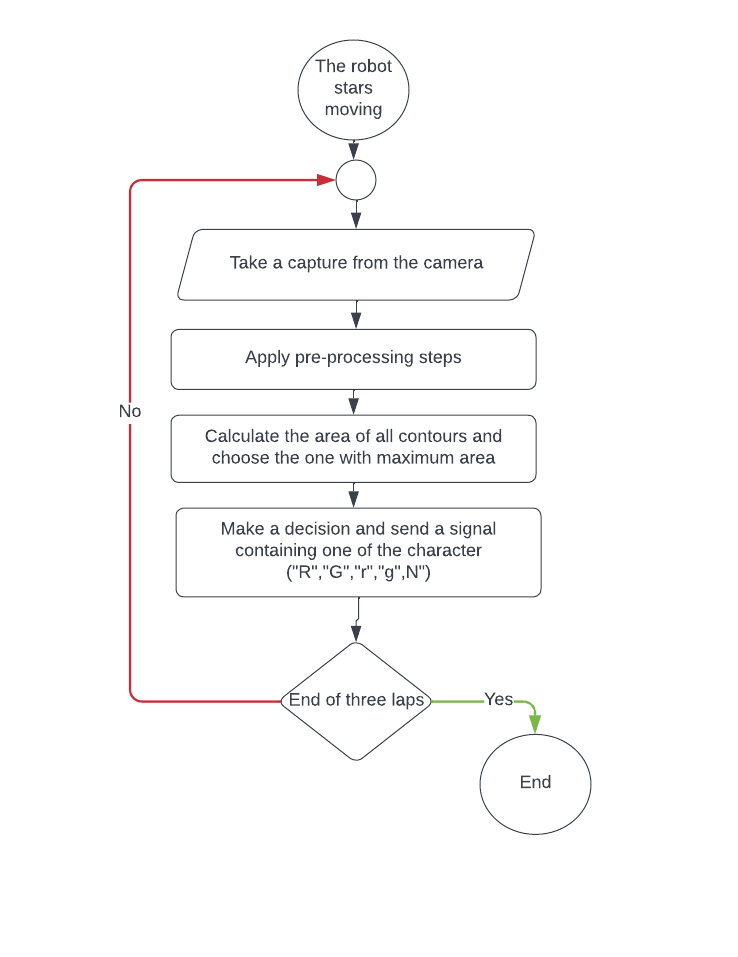 The robot
stars
moving
Take a capture from the camera
Apply pre-processing steps
No
Calculate the area of all contours and
choose the one with maximum area
Make a decision and send a signal
containing one of the character
("R","G","r","g",N")
End of three laps
Yes
End